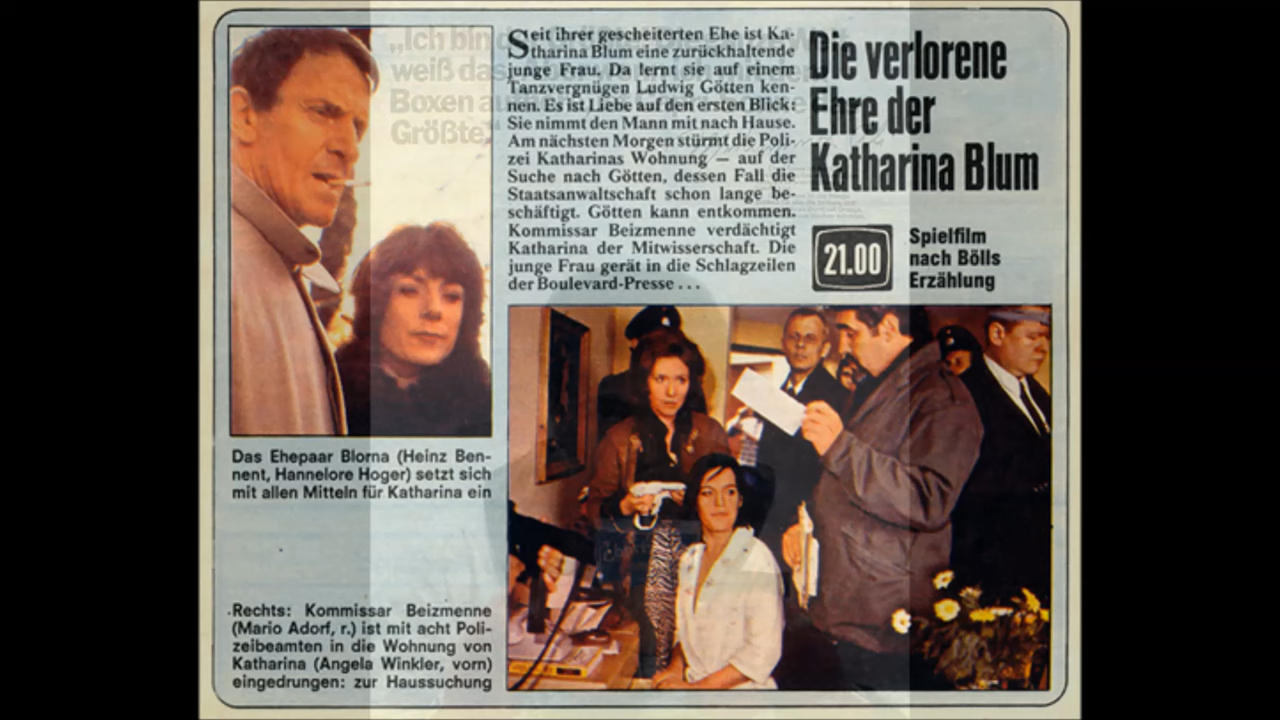 Seit ihrer gescheiterten Ehe ist Ka-
tharina Blum eine zurückhaltende
junge Frau. Da lernt sie auf einem
Tanzvergnügen Ludwig Götten ken-
nen. Es ist Liebe auf den ersten Blick:
Sie nimmt den Mann mit nach Hause.
Am nächsten Morgen stürmt die Poli-
zei Katharinas Wohnung — auf der
Suche nach Götten, dessen Fall die
Staatsanwaltschaft schon lange be-
schäftigt. Götten kann entkommen.
Kommissar Beizmenne verdächtigt
Katharina der Mitwisserschaft. Die
junge Frau gerät in die Schlagzeilen
der Boulevard-Presse . . .
Die verlorene
Ehre der
Katharina Blum
21.00
Spielfilm
nach Bölls
Erzählung
Das Ehepaar Blorna (Heinz Ben-
nent, Hannelore Hoger) setzt sich
mit allen Mitteln für Katharina ein
Rechts: Kommissar Beizmenne
(Mario Adorf, r.) ist mit acht Poli-
zeibeamten in die Wohnung von
Katharina (Angela Winkler, vorn)
eingedrungen: zur Haussuchung
„Ich bin
weiß das
Boxen
Größte."